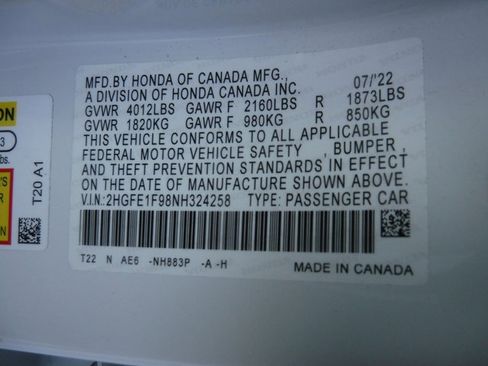 MFD.BY HONDA OF CANADA MFG., 07/'22
A DIVISION OF HONDA CANADA INC.
GVWR 4012LBS GAWR F 2160LBS R 1873LBS
GVWR 1820KG GAWR F 980KG R 850KG
THIS VEHICLE CONFORMS TO ALL APPLICABLE
FEDERAL MOTOR VEHICLE SAFETY , BUMPER ,
AND THEFT PREVENTION STANDARDS IN EFFECT
ON THE DATE OF MANUFACTURE SHOWN ABOVE.
V.I.N.:2HGFE1F98NH324258 TYPE: PASSENGER CAR
T22 N AE6 -NH883P -A -H
MADE IN CANADA
ON
3
bs.
T20 A1